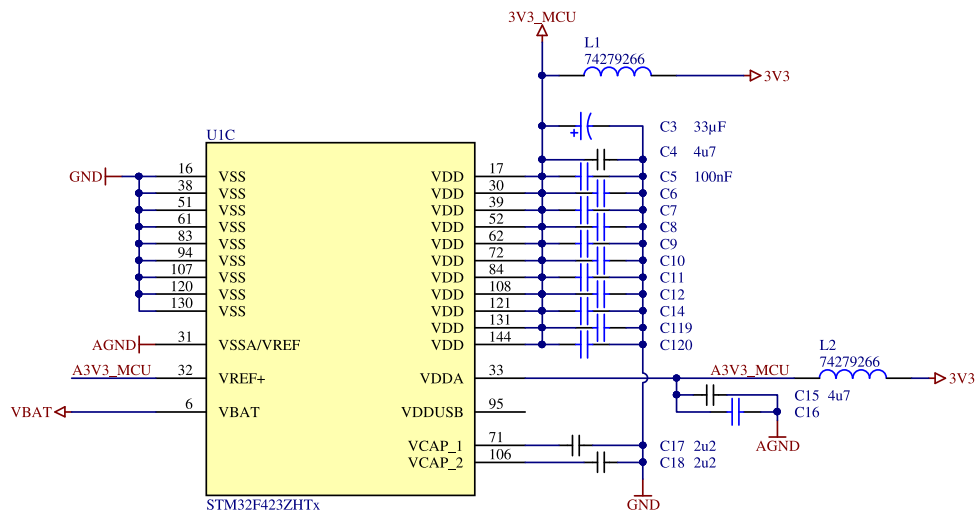 3V3_MCU
L1
74279266
3V3
C3 33µF
U1C
C4 4u7
GND 16 VSS VDD 17 C5 100nF
38 VSS VDD 30 C6
51 VSS VDD 39 C7
61 VSS VDD 52 C8
83 VSS VDD 62 C9
94 VSS VDD 72 C10
107 VSS VDD 84 C11
120 VSS VDD 108 C12
130 VSS VDD 121 C14
VDD 131 C119
AGND 31 VSSA/VREF VDD 144 C120
L2
74279266
A3V3_MCU 32 VREF+ VDDA 33 A3V3_MCU 3V3
C15 4u7
VBAT 6 VBAT VDDUSB 95 C16
AGND
VCAP_1 71 C17 2u2
VCAP_2 106 C18 2u2
STM32F423ZHTx
GND